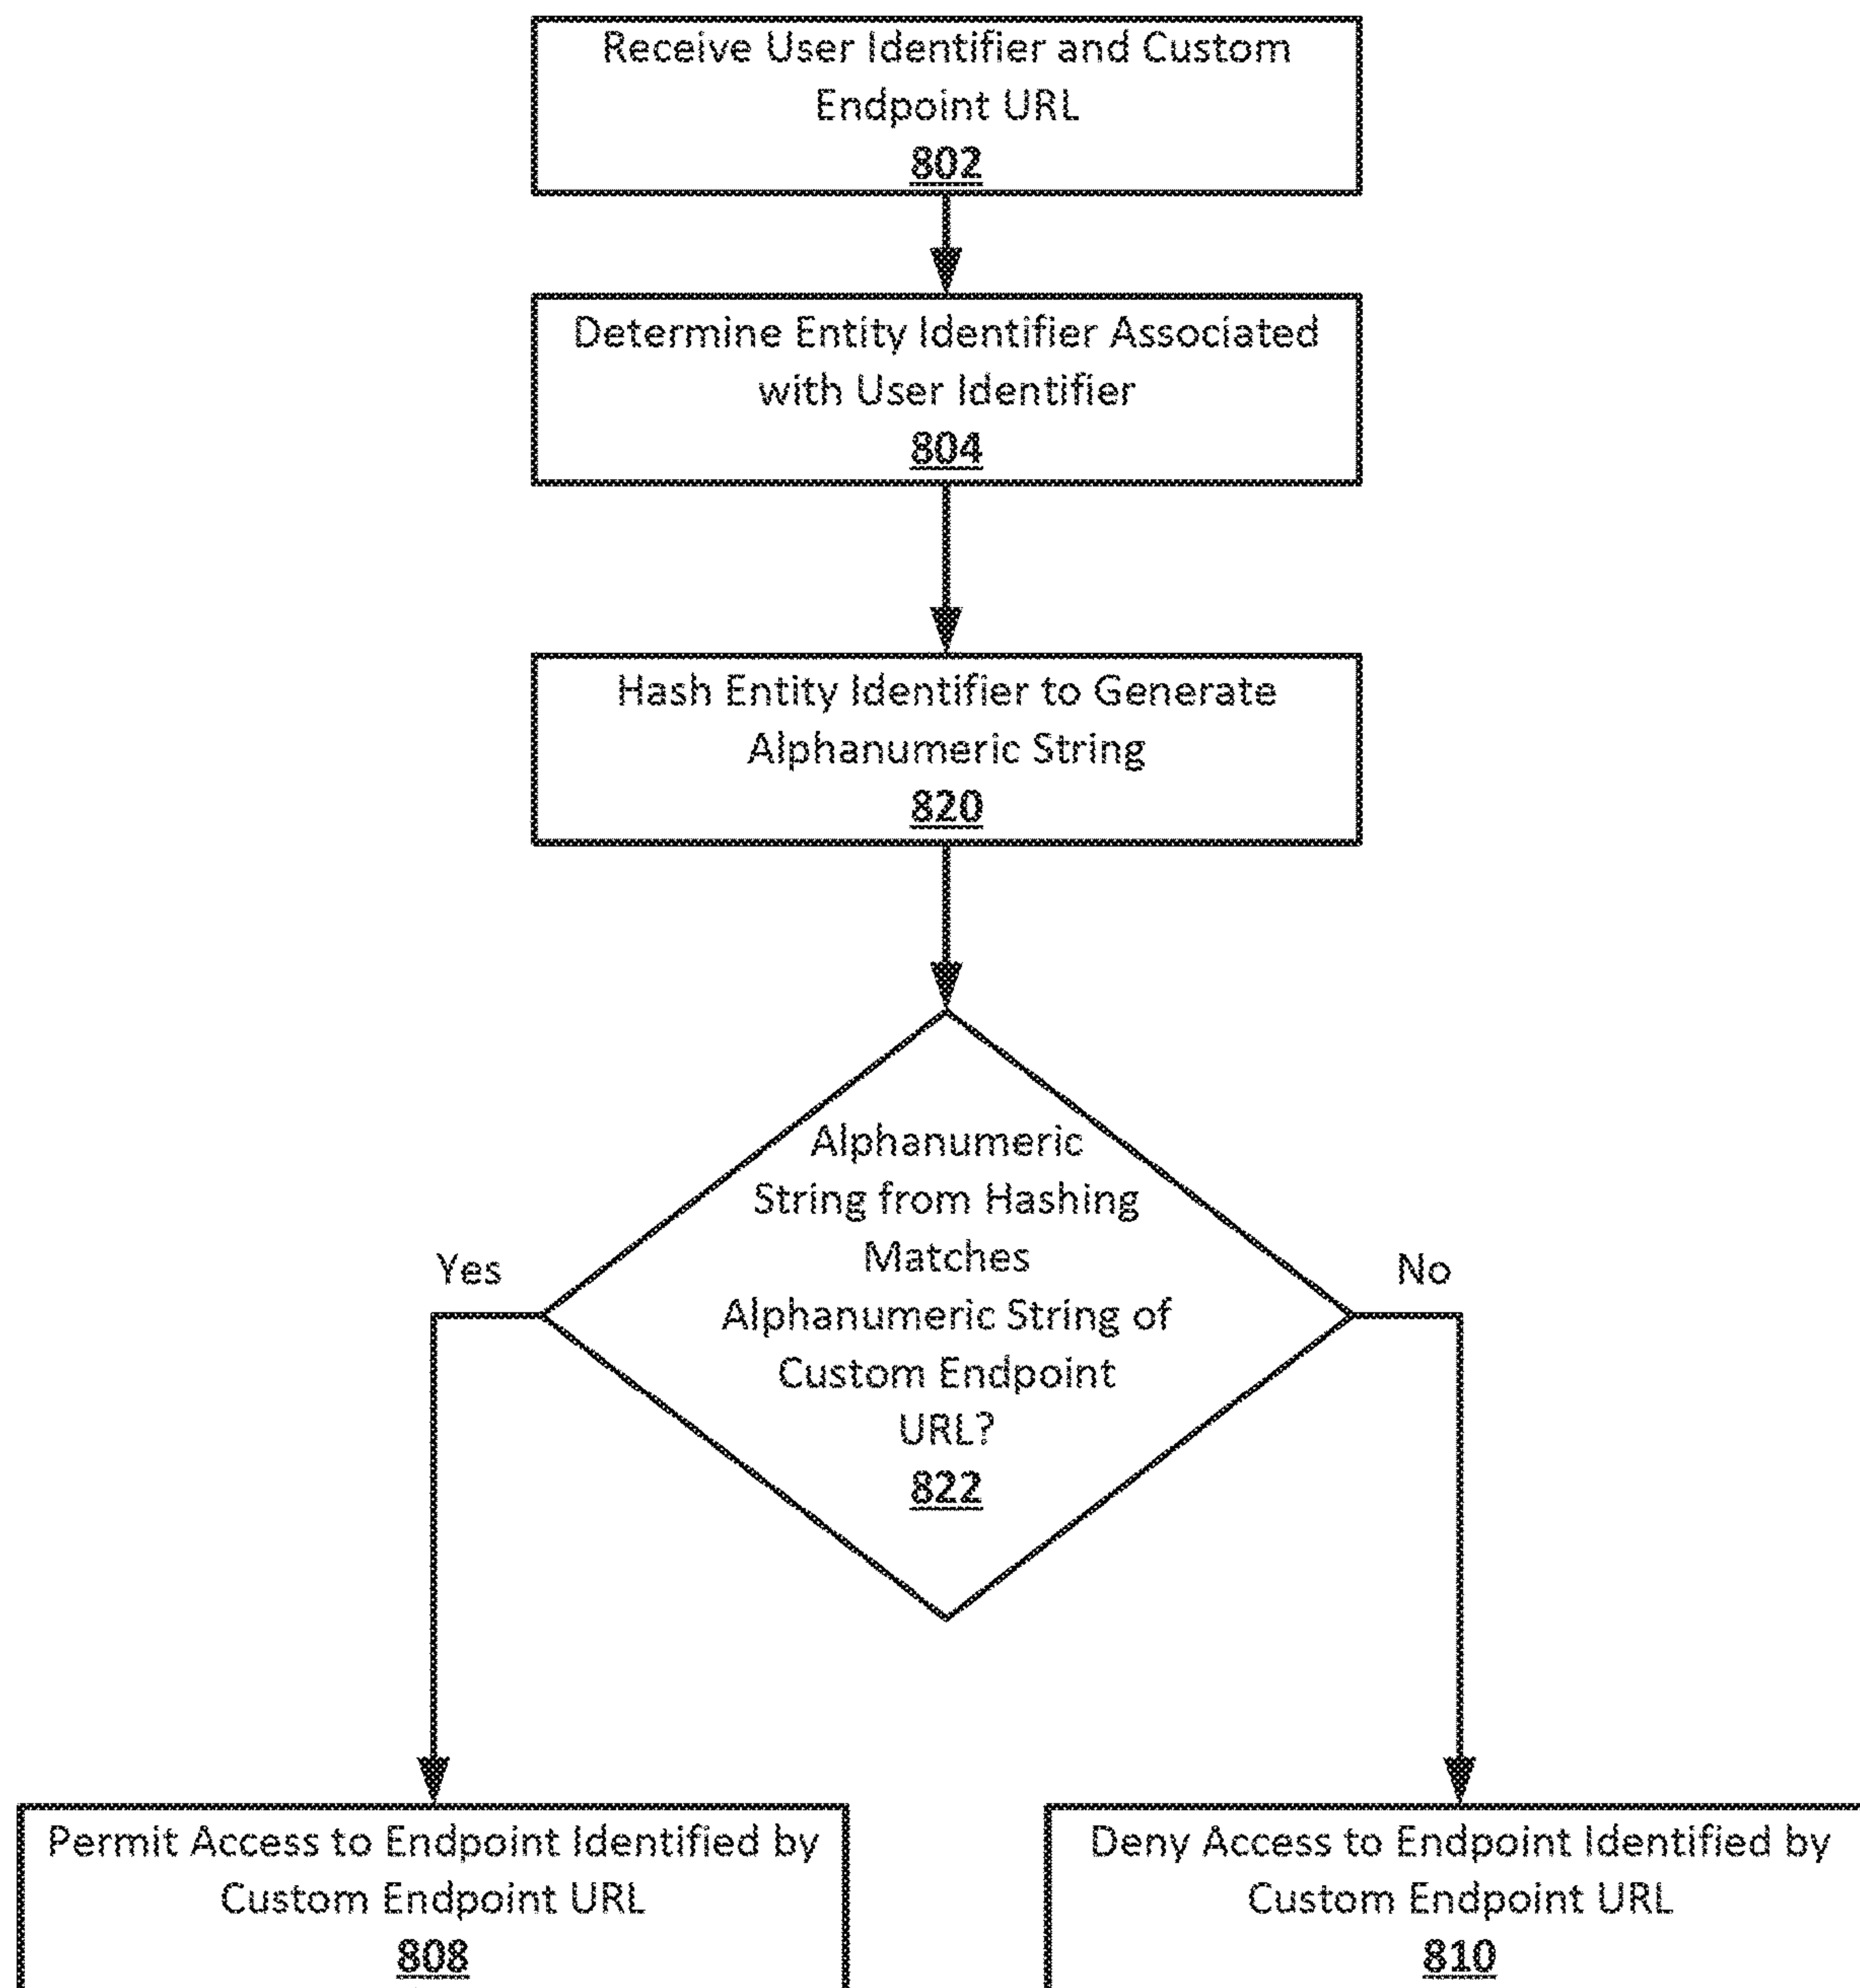 Receive User Identifier and Custom
Endpoint URL
802
Determine Entity Identifier Associated
with User Identifier
804
Hash Entity Identifier to Generate
Alphanumeric String
820
Alphanumeric
String from Hashing
Matches
Alphanumeric String of
Custom Endpoint
URL?
822
Yes
No
Permit Access to Endpoint Identified by
Custom Endpoint URL
808
Deny Access to Endpoint Identified by
Custom Endpoint URL
810